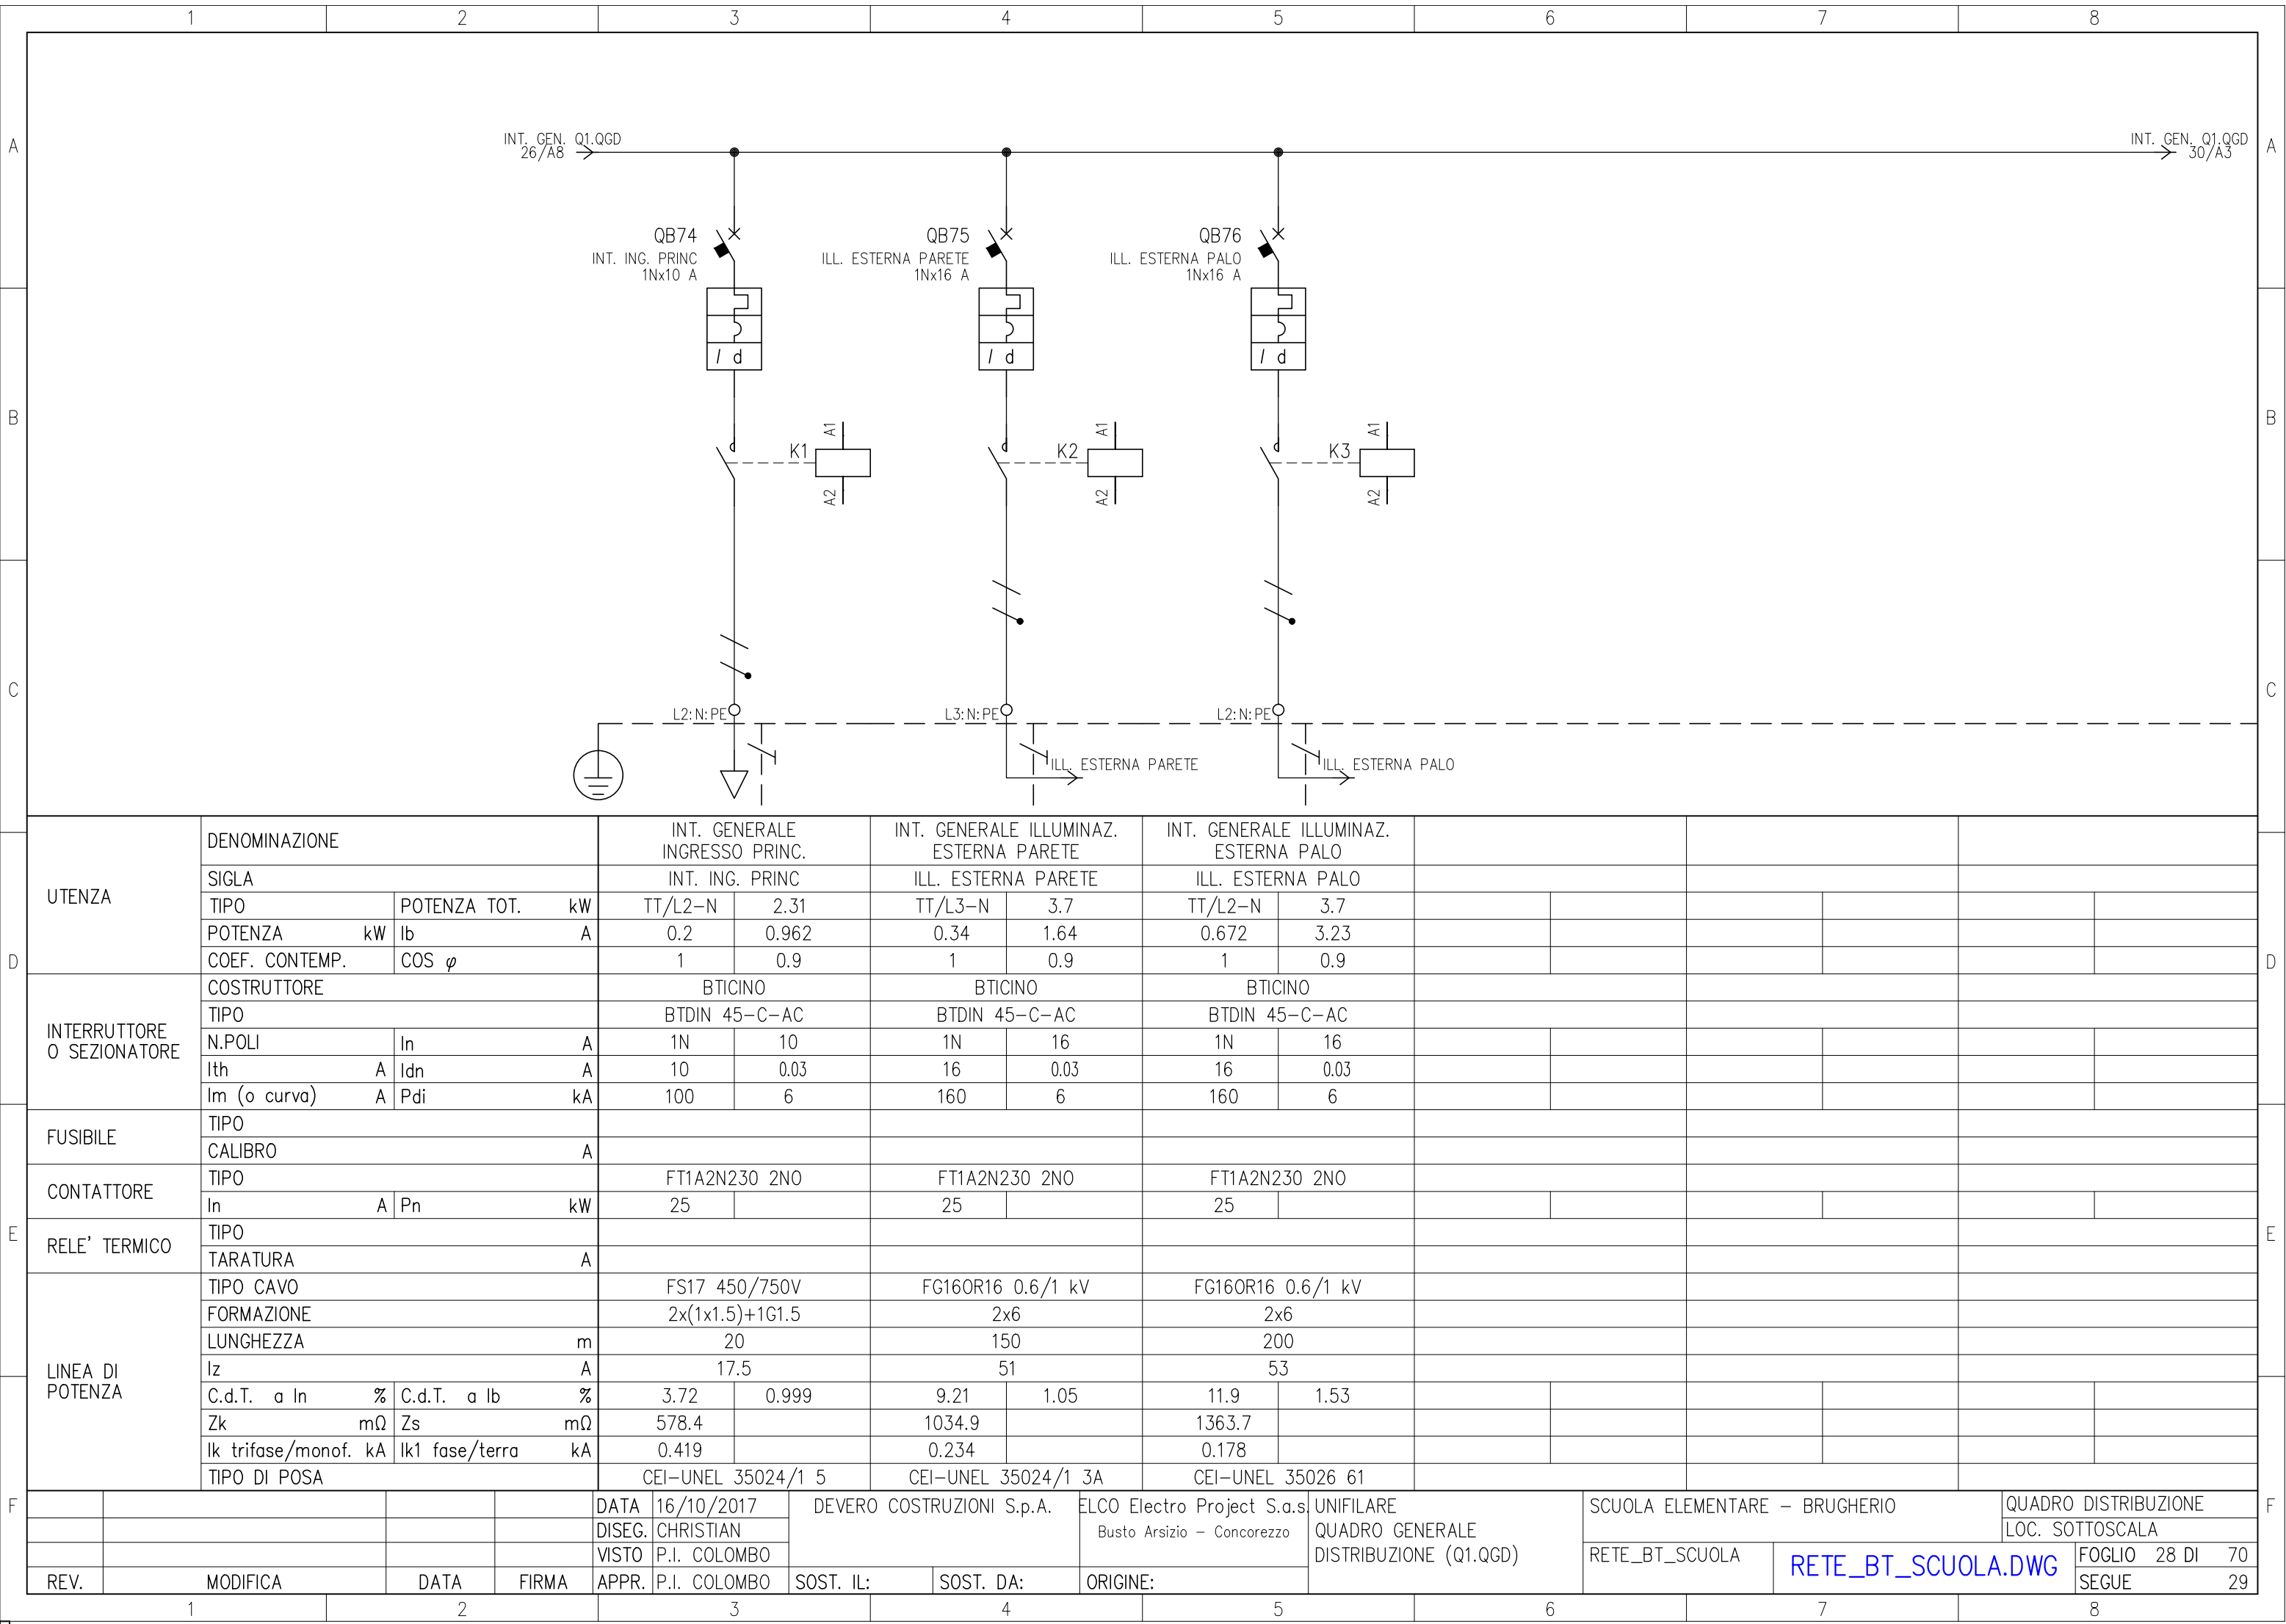 1 2 3 4 5 6 7 8
A A
INT. GEN. Q1.QGD
26/A8
INT. GEN. Q1.QGD
30/A3
QB74
INT. ING. PRINC
1Nx10 A
QB75
ILL. ESTERNA PARETE
1Nx16 A
QB76
ILL. ESTERNA PALO
1Nx16 A
I d I d I d
B B
K1 A1 A2
K2 A1 A2
K3 A1 A2
C C
L2:N:PE L3:N:PE L2:N:PE
ILL. ESTERNA PARETE
ILL. ESTERNA PALO
UTENZA
DENOMINAZIONE
INT. GENERALE
INGRESSO PRINC.
INT. GENERALE ILLUMINAZ.
ESTERNA PARETE
INT. GENERALE ILLUMINAZ.
ESTERNA PALO
SIGLA INT. ING. PRINC ILL. ESTERNA PARETE ILL. ESTERNA PALO
TIPO POTENZA TOT. kW TT/L2-N 2.31 TT/L3-N 3.7 TT/L2-N 3.7
POTENZA kW Ib A 0.2 0.962 0.34 1.64 0.672 3.23
D D
COEF. CONTEMP. COS φ 1 0.9 1 0.9 1 0.9
INTERRUTTORE
O SEZIONATORE
COSTRUTTORE BTICINO BTICINO BTICINO
TIPO BTDIN 45-C-AC BTDIN 45-C-AC BTDIN 45-C-AC
N.POLI In A 1N 10 1N 16 1N 16
Ith A Idn A 10 0.03 16 0.03 16 0.03
Im (o curva) A Pdi kA 100 6 160 6 160 6
FUSIBILE
TIPO
CALIBRO A
CONTATTORE
TIPO FT1A2N230 2NO FT1A2N230 2NO FT1A2N230 2NO
In A Pn kW 25 25 25
E E
RELE' TERMICO
TIPO
TARATURA A
LINEA DI
POTENZA
TIPO CAVO FS17 450/750V FG16OR16 0.6/1 kV FG16OR16 0.6/1 kV
FORMAZIONE 2x(1x1.5)+1G1.5 2x6 2x6
LUNGHEZZA m 20 150 200
Iz A 17.5 51 53
C.d.T. a In % C.d.T. a Ib % 3.72 0.999 9.21 1.05 11.9 1.53
Zk mΩ Zs mΩ 578.4 1034.9 1363.7
Ik trifase/monof. kA Ik1 fase/terra kA 0.419 0.234 0.178
TIPO DI POSA CEI-UNEL 35024/1 5 CEI-UNEL 35024/1 3A CEI-UNEL 35026 61
F F
DATA 16/10/2017
DISEG. CHRISTIAN
VISTO P.I. COLOMBO
REV. MODIFICA DATA FIRMA APPR. P.I. COLOMBO
DEVERO COSTRUZIONI S.p.A.
SOST. IL: SOST. DA: ORIGINE:
ELCO Electro Project S.a.s.
Busto Arsizio - Concorezzo
UNIFILARE
QUADRO GENERALE
DISTRIBUZIONE (Q1.QGD)
SCUOLA ELEMENTARE - BRUGHERIO
RETE_BT_SCUOLA
RETE_BT_SCUOLA.DWG
QUADRO DISTRIBUZIONE
LOC. SOTTOSCALA
FOGLIO 28 DI 70
SEGUE 29
1 2 3 4 5 6 7 8